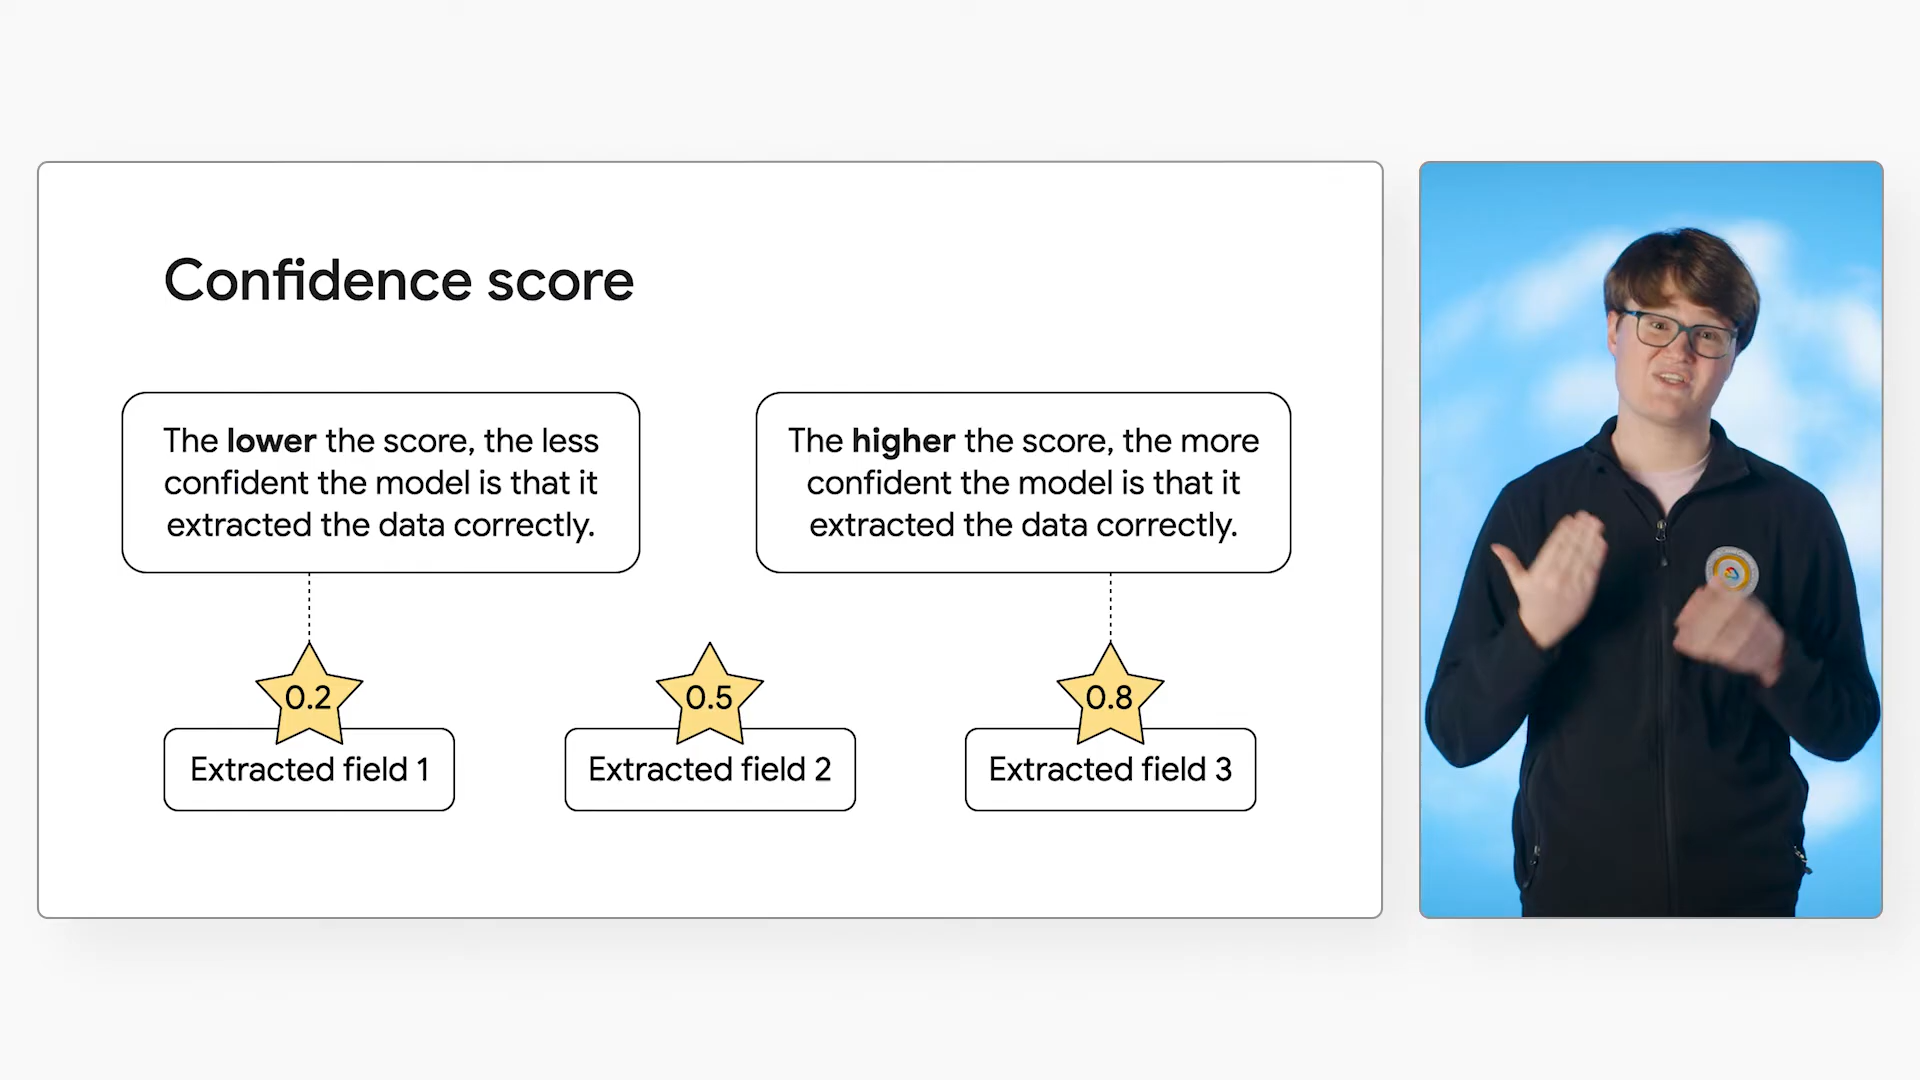 Confidence score
The lower the score, the less
confident the model is that it
extracted the data correctly.
The higher the score, the more
confident the model is that it
extracted the data correctly.
0.2
0.5
0.8
Extracted field 1
Extracted field 2
Extracted field 3